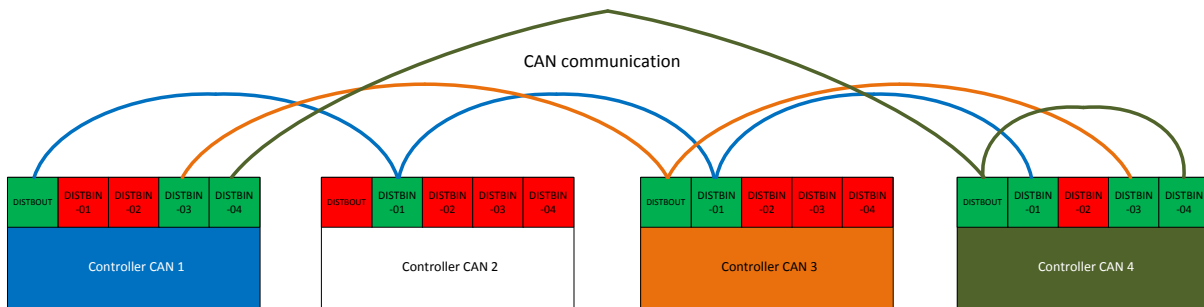 CAN communication
DISTBOUT
DISTBIN
-01
DISTBIN
-02
DISTBIN
-03
DISTBIN
-04
Controller CAN 1
DISTBOUT
DISTBIN
-01
DISTBIN
-02
DISTBIN
-03
DISTBIN
-04
Controller CAN 2
DISTBOUT
DISTBIN
-01
DISTBIN
-02
DISTBIN
-03
DISTBIN
-04
Controller CAN 3
DISTBOUT
DISTBIN
-01
DISTBIN
-02
DISTBIN
-03
DISTBIN
-04
Controller CAN 4